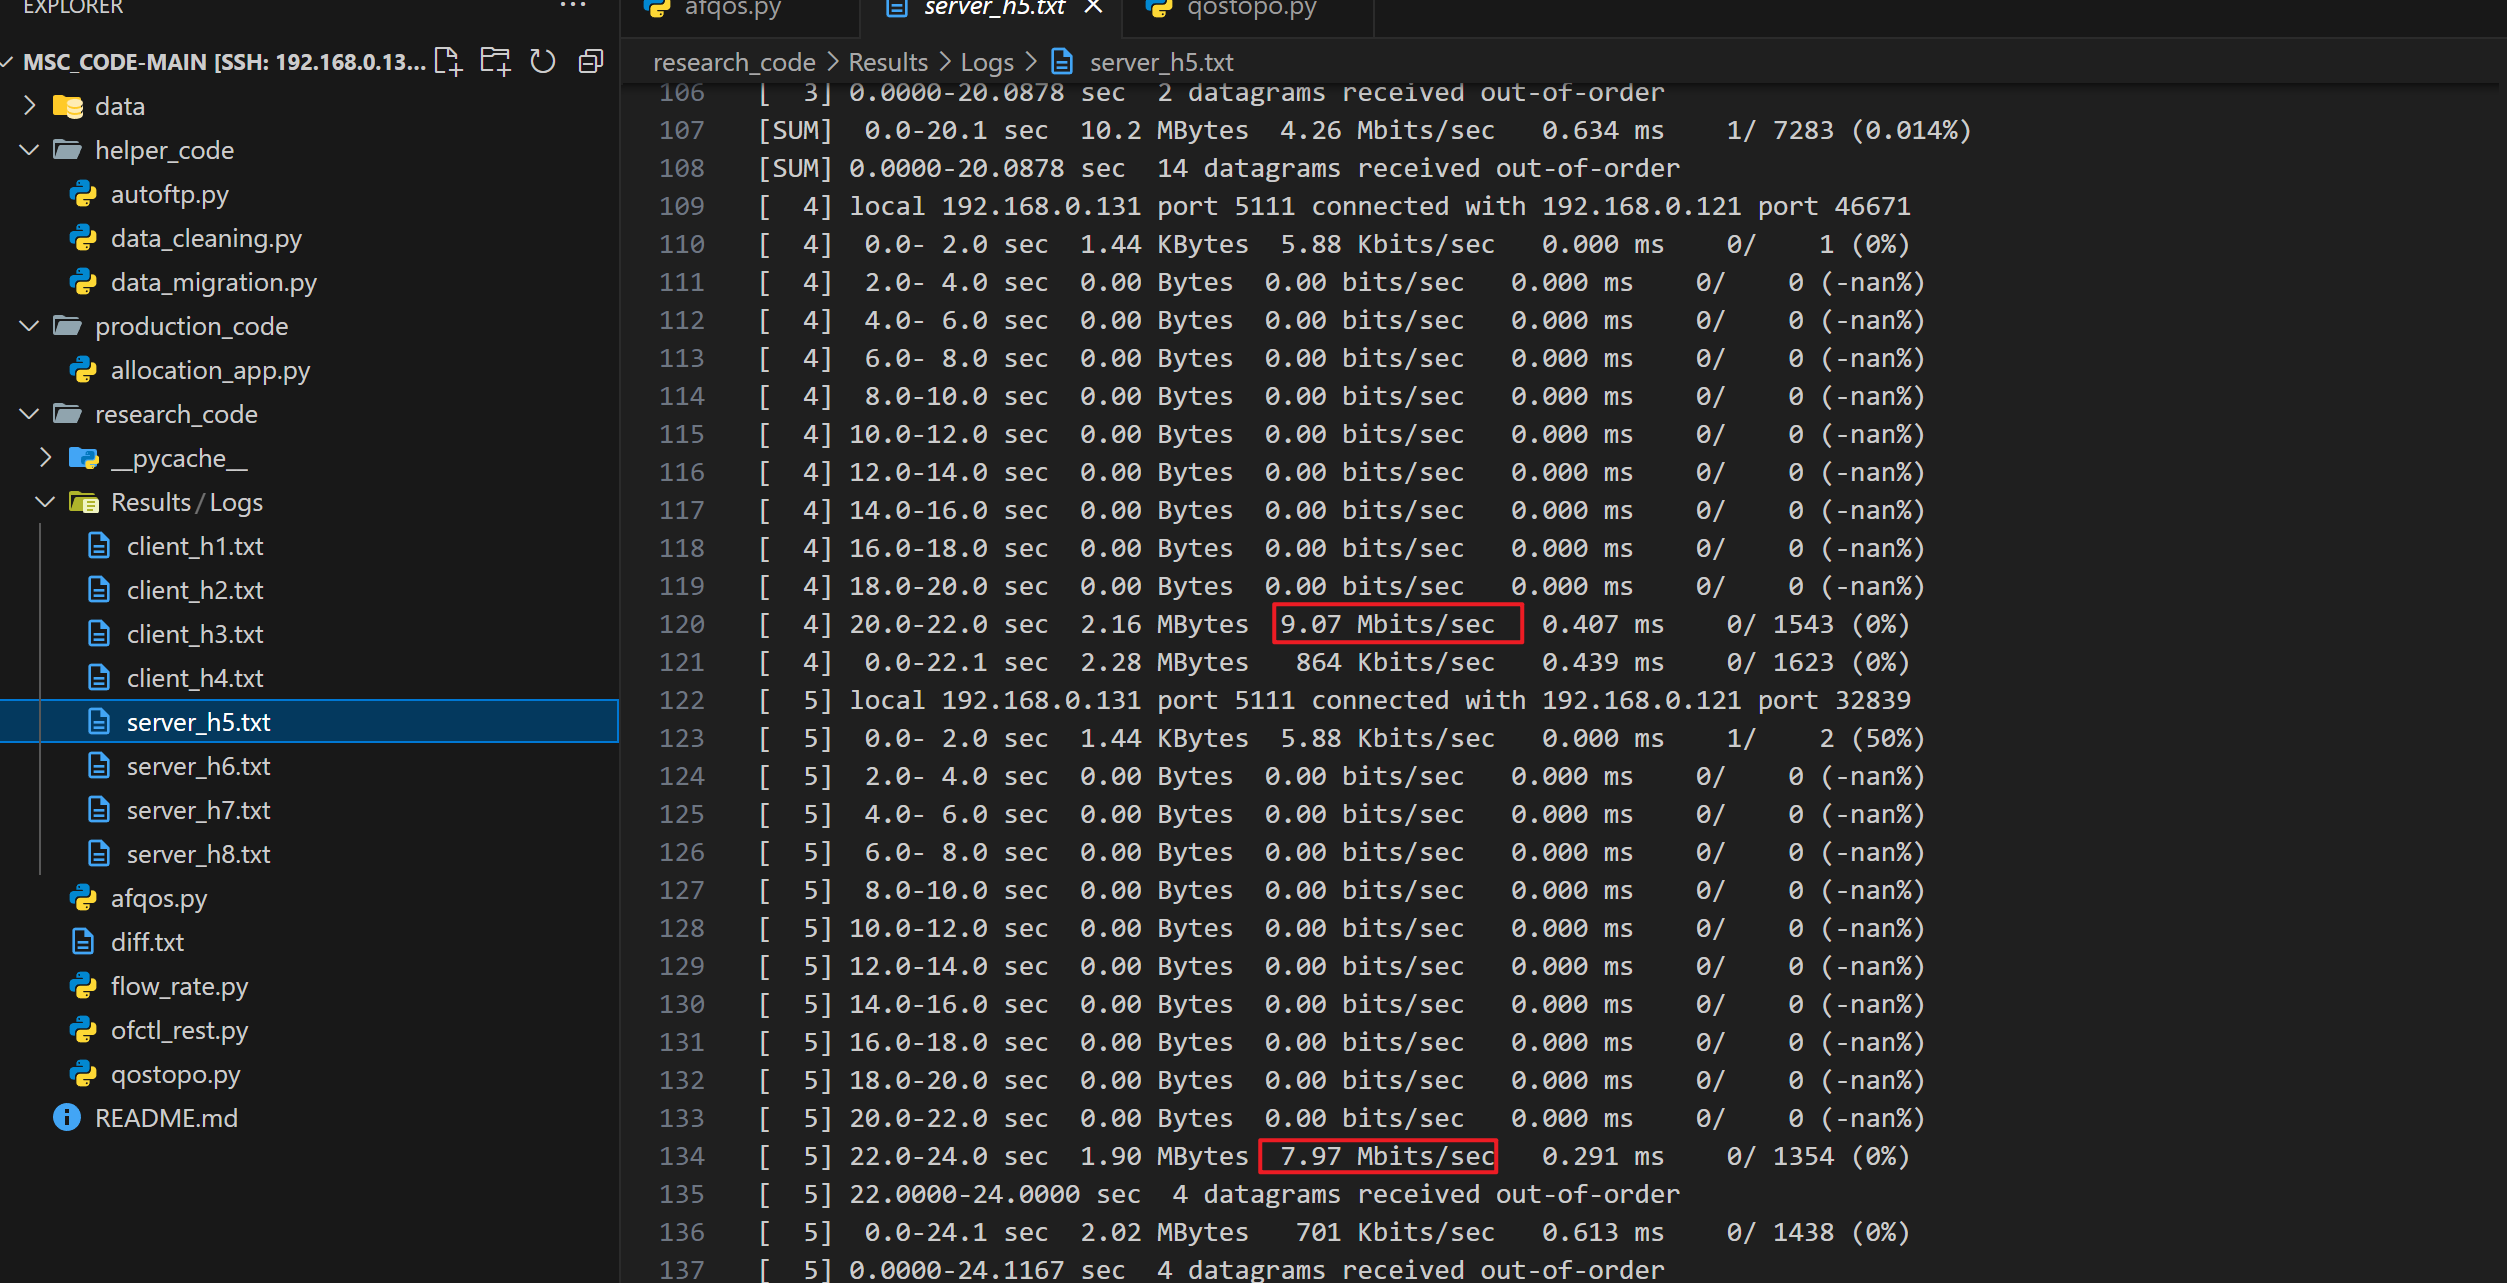 EXPLORER
MSC_CODE-MAIN [SSH: 192.168.0.13...
data
helper_code
autoftp.py
data_cleaning.py
data_migration.py
production_code
allocation_app.py
research_code
__pycache__
Results/Logs
client_h1.txt
client_h2.txt
client_h3.txt
client_h4.txt
server_h5.txt
server_h6.txt
server_h7.txt
server_h8.txt
afqos.py
diff.txt
flow_rate.py
ofctl_rest.py
qostopo.py
README.md
afqos.py
server_h5.txt
qostopo.py
research_code > Results > Logs > server_h5.txt
106 [  3] 0.0000-20.0878 sec  2 datagrams received out-of-order
107 [SUM]  0.0-20.1 sec  10.2 MBytes  4.26 Mbits/sec   0.634 ms    1/ 7283 (0.014%)
108 [SUM] 0.0000-20.0878 sec  14 datagrams received out-of-order
109 [  4] local 192.168.0.131 port 5111 connected with 192.168.0.121 port 46671
110 [  4]  0.0- 2.0 sec  1.44 KBytes  5.88 Kbits/sec   0.000 ms    0/    1 (0%)
111 [  4]  2.0- 4.0 sec  0.00 Bytes  0.00 bits/sec   0.000 ms    0/    0 (-nan%)
112 [  4]  4.0- 6.0 sec  0.00 Bytes  0.00 bits/sec   0.000 ms    0/    0 (-nan%)
113 [  4]  6.0- 8.0 sec  0.00 Bytes  0.00 bits/sec   0.000 ms    0/    0 (-nan%)
114 [  4]  8.0-10.0 sec  0.00 Bytes  0.00 bits/sec   0.000 ms    0/    0 (-nan%)
115 [  4] 10.0-12.0 sec  0.00 Bytes  0.00 bits/sec   0.000 ms    0/    0 (-nan%)
116 [  4] 12.0-14.0 sec  0.00 Bytes  0.00 bits/sec   0.000 ms    0/    0 (-nan%)
117 [  4] 14.0-16.0 sec  0.00 Bytes  0.00 bits/sec   0.000 ms    0/    0 (-nan%)
118 [  4] 16.0-18.0 sec  0.00 Bytes  0.00 bits/sec   0.000 ms    0/    0 (-nan%)
119 [  4] 18.0-20.0 sec  0.00 Bytes  0.00 bits/sec   0.000 ms    0/    0 (-nan%)
120 [  4] 20.0-22.0 sec  2.16 MBytes  9.07 Mbits/sec   0.407 ms    0/ 1543 (0%)
121 [  4]  0.0-22.1 sec  2.28 MBytes   864 Kbits/sec   0.439 ms    0/ 1623 (0%)
122 [  5] local 192.168.0.131 port 5111 connected with 192.168.0.121 port 32839
123 [  5]  0.0- 2.0 sec  1.44 KBytes  5.88 Kbits/sec   0.000 ms    1/    2 (50%)
124 [  5]  2.0- 4.0 sec  0.00 Bytes  0.00 bits/sec   0.000 ms    0/    0 (-nan%)
125 [  5]  4.0- 6.0 sec  0.00 Bytes  0.00 bits/sec   0.000 ms    0/    0 (-nan%)
126 [  5]  6.0- 8.0 sec  0.00 Bytes  0.00 bits/sec   0.000 ms    0/    0 (-nan%)
127 [  5]  8.0-10.0 sec  0.00 Bytes  0.00 bits/sec   0.000 ms    0/    0 (-nan%)
128 [  5] 10.0-12.0 sec  0.00 Bytes  0.00 bits/sec   0.000 ms    0/    0 (-nan%)
129 [  5] 12.0-14.0 sec  0.00 Bytes  0.00 bits/sec   0.000 ms    0/    0 (-nan%)
130 [  5] 14.0-16.0 sec  0.00 Bytes  0.00 bits/sec   0.000 ms    0/    0 (-nan%)
131 [  5] 16.0-18.0 sec  0.00 Bytes  0.00 bits/sec   0.000 ms    0/    0 (-nan%)
132 [  5] 18.0-20.0 sec  0.00 Bytes  0.00 bits/sec   0.000 ms    0/    0 (-nan%)
133 [  5] 20.0-22.0 sec  0.00 Bytes  0.00 bits/sec   0.000 ms    0/    0 (-nan%)
134 [  5] 22.0-24.0 sec  1.90 MBytes  7.97 Mbits/sec   0.291 ms    0/ 1354 (0%)
135 [  5] 22.0000-24.0000 sec  4 datagrams received out-of-order
136 [  5]  0.0-24.1 sec  2.02 MBytes   701 Kbits/sec   0.613 ms    0/ 1438 (0%)
137 [  5] 0.0000-24.1167 sec  4 datagrams received out-of-order